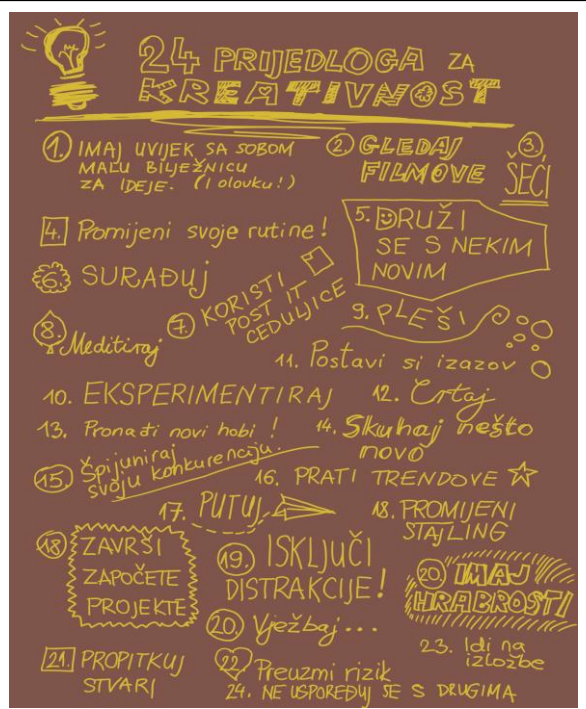 24 PRIJEDLOGA ZA
KREATIVNOST
1. IMAJ UVIJEK SA SOBOM
MALU BILJEŽNICU
ZA IDEJE. (I olovku!)
2. GLEDAJ
FILMOVE
3.
ŠEĆI
4. Promijeni svoje rutine!
5. DRUŽI
SE S NEKIM
NOVIM
6. SURAĐUJ
7. KORISTI
POST IT
CEDULJICE
8. Meditiraj
9. PLEŠI
11. Postavi si izazov
10. EKSPERIMENTIRAJ
12. Crtaj
13. Pronađi novi hobi!
14. Skuhaj nešto
novo
15. Špijuniraj
svoju konkurenciju.
16. PRATI TRENDOVE
17. PUTUJ
18. PROMIJENI
STAJLING
18. ZAVRŠI
ZAPOČETE
PROJEKTE
19. ISKLJUČI
DISTRAKCIJE!
20. IMAJ
HRABROSTI
20. Vježbaj...
21. PROPITKUJ
STVARI
22. Preuzmi rizik
23. Idi na
izložbe
24. NE USPOREĐUJ SE S DRUGIMA